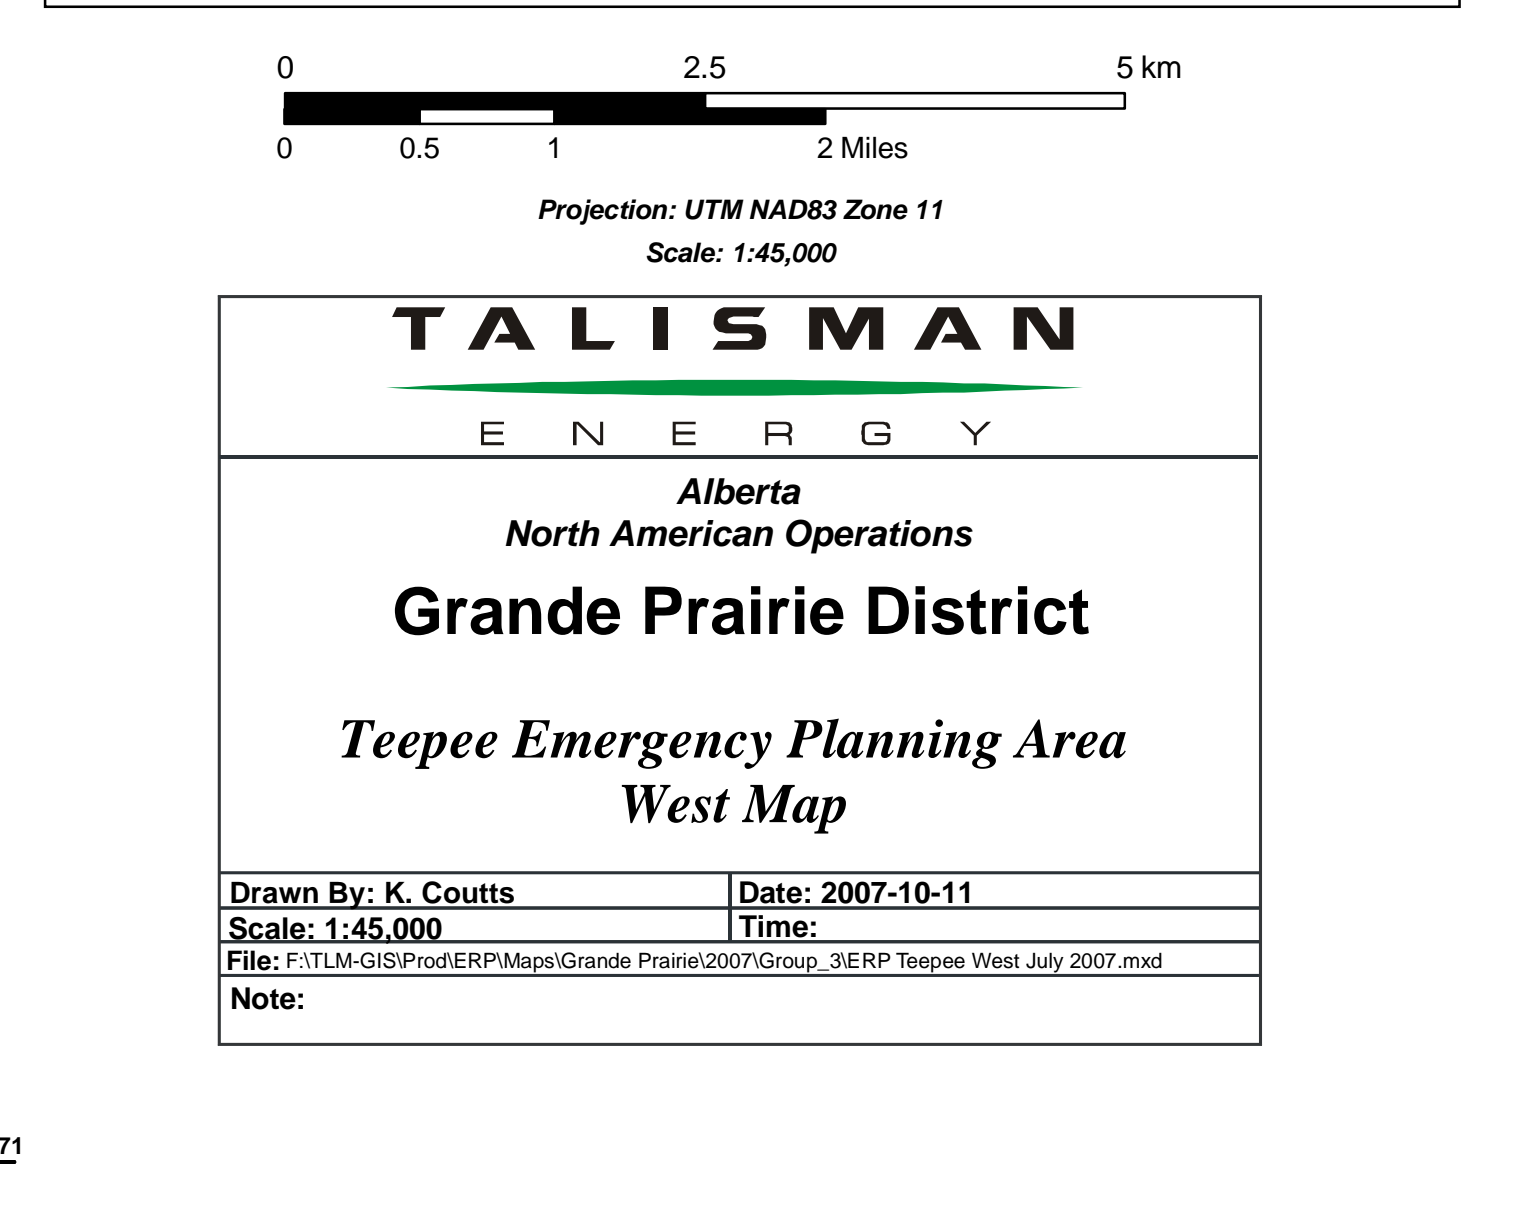 0 2.5 5 km
0 0.5 1 2 Miles
Projection: UTM NAD83 Zone 11
Scale: 1:45,000
TALISMAN
ENERGY
Alberta
North American Operations
Grande Prairie District
Teepee Emergency Planning Area
West Map
Drawn By: K. Coutts Date: 2007-10-11
Scale: 1:45,000 Time:
File: F:\TLM-GIS\Prod\ERP\Maps\Grande Prairie\2007\Group_3\ERP Teepee West July 2007.mxd
Note:
71